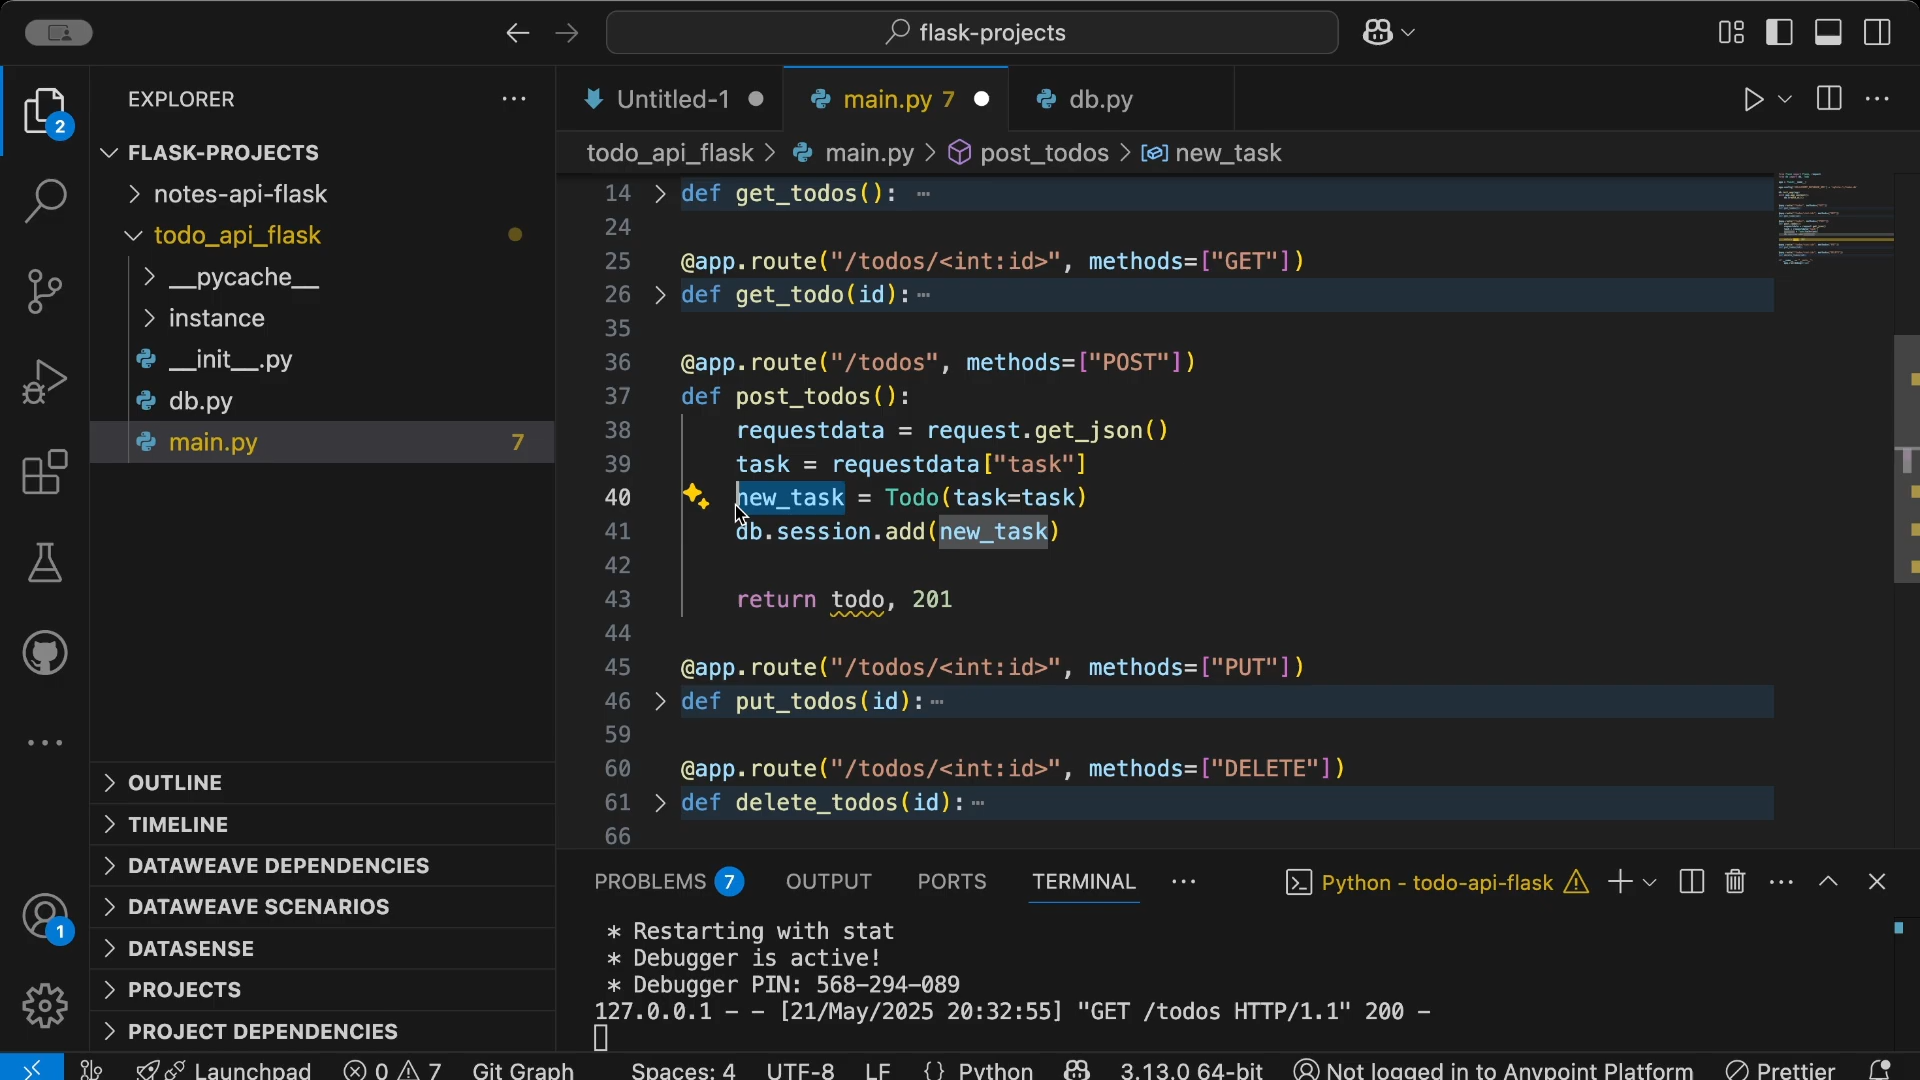 flask-projects
EXPLORER
Untitled-1
main.py 7
db.py
FLASK-PROJECTS
notes-api-flask
todo_api_flask
__pycache__
instance
__init__.py
db.py
main.py 7
OUTLINE
TIMELINE
DATAWEAVE DEPENDENCIES
DATAWEAVE SCENARIOS
DATASENSE
PROJECTS
PROJECT DEPENDENCIES
2
1
todo_api_flask > main.py > post_todos > new_task
14 def get_todos(): ⋯
24
25 @app.route("/todos/<int:id>", methods=["GET"])
26 def get_todo(id):⋯
35
36 @app.route("/todos", methods=["POST"])
37 def post_todos():
38 requestdata = request.get_json()
39 task = requestdata["task"]
40 new_task = Todo(task=task)
41 db.session.add(new_task)
42
43 return todo, 201
44
45 @app.route("/todos/<int:id>", methods=["PUT"])
46 def put_todos(id):⋯
59
60 @app.route("/todos/<int:id>", methods=["DELETE"])
61 def delete_todos(id):⋯
66
PROBLEMS 7 OUTPUT PORTS TERMINAL
Python - todo-api-flask
* Restarting with stat
* Debugger is active!
* Debugger PIN: 568-294-089
127.0.0.1 - - [21/May/2025 20:32:55] "GET /todos HTTP/1.1" 200 -
Launchpad 0 7 Git Graph Spaces: 4 UTF-8 LF {} Python 3.13.0 64-bit Not logged in to Anypoint Platform Prettier